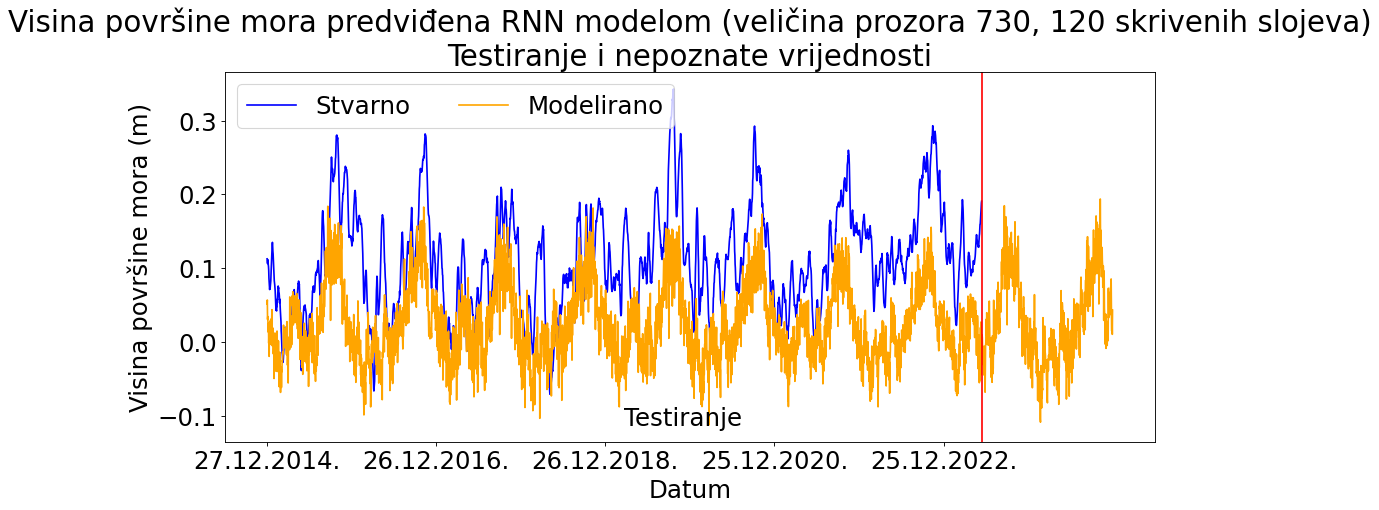 Visina površine mora predviđena RNN modelom (veličina prozora 730, 120 skrivenih slojeva)
Testiranje i nepoznate vrijednosti
Stvarno
Modelirano
Visina površine mora (m)
0.3
0.2
0.1
0.0
−0.1
Testiranje
27.12.2014.
26.12.2016.
26.12.2018.
25.12.2020.
25.12.2022.
Datum